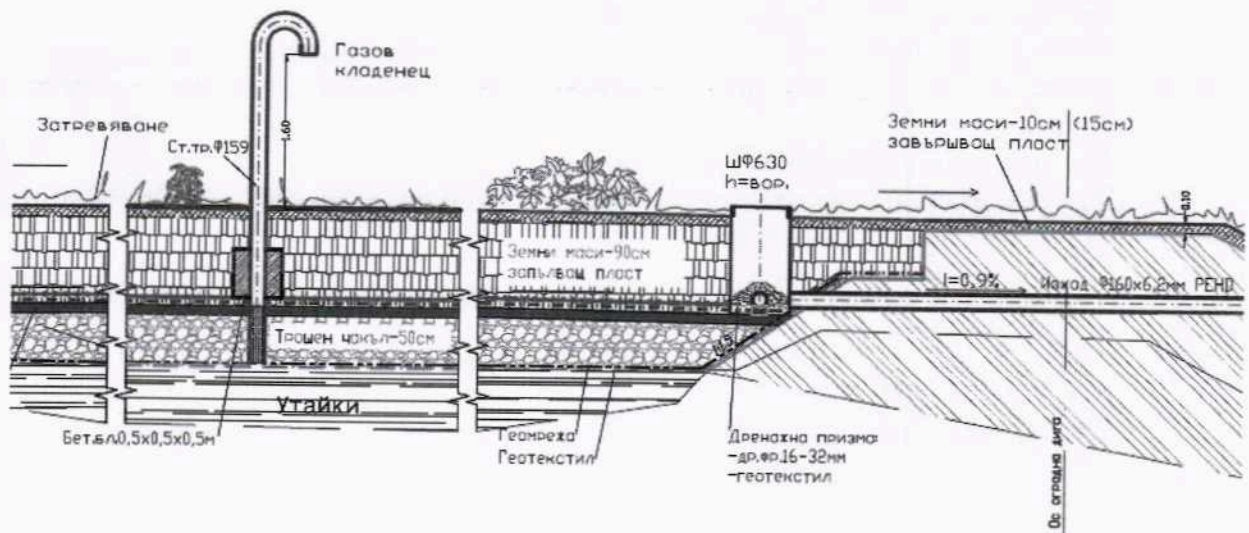 Газов
кладенец
Затревяване
Ст.тр.Ф159
1.60
Земни маси-10см (15см)
завършващ пласт
ШФ630
h=вар.
0.10
Земни маси-90см
запълващ пласт
I=0,9%
Изход Ф160х6,2мм PEHD
Трошен чакъл-50см
Утайки
Бет.бл.0,5х0,5х0,5м
Геомрежа
Геотекстил
Дренажна призма:
-др.фр.16-32мм
-геотекстил
Ос оградна дига